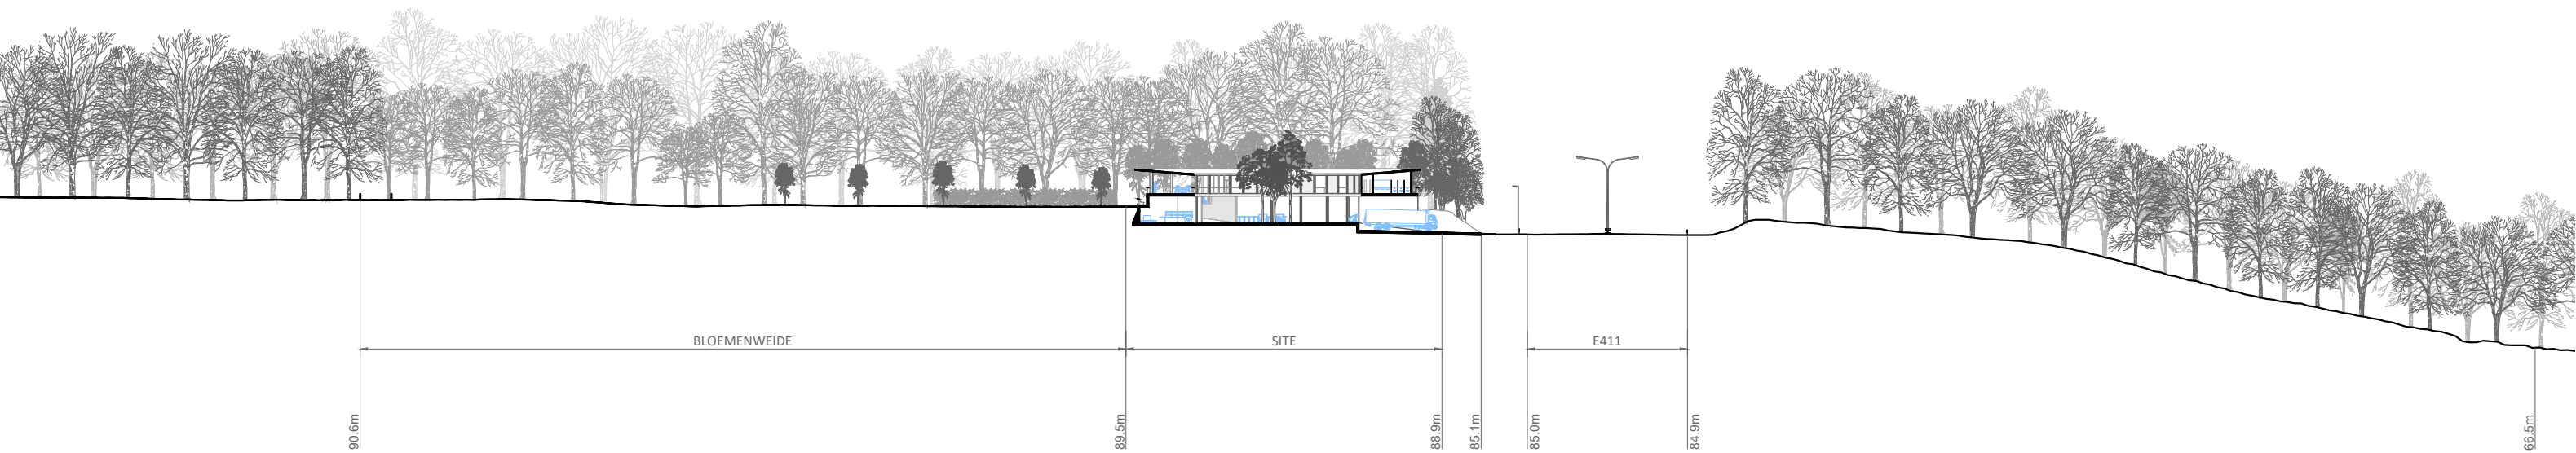 BLOEMENWEIDE
SITE
E411
90.6m
89.5m
88.9m
85.1m
85.0m
84.9m
66.5m